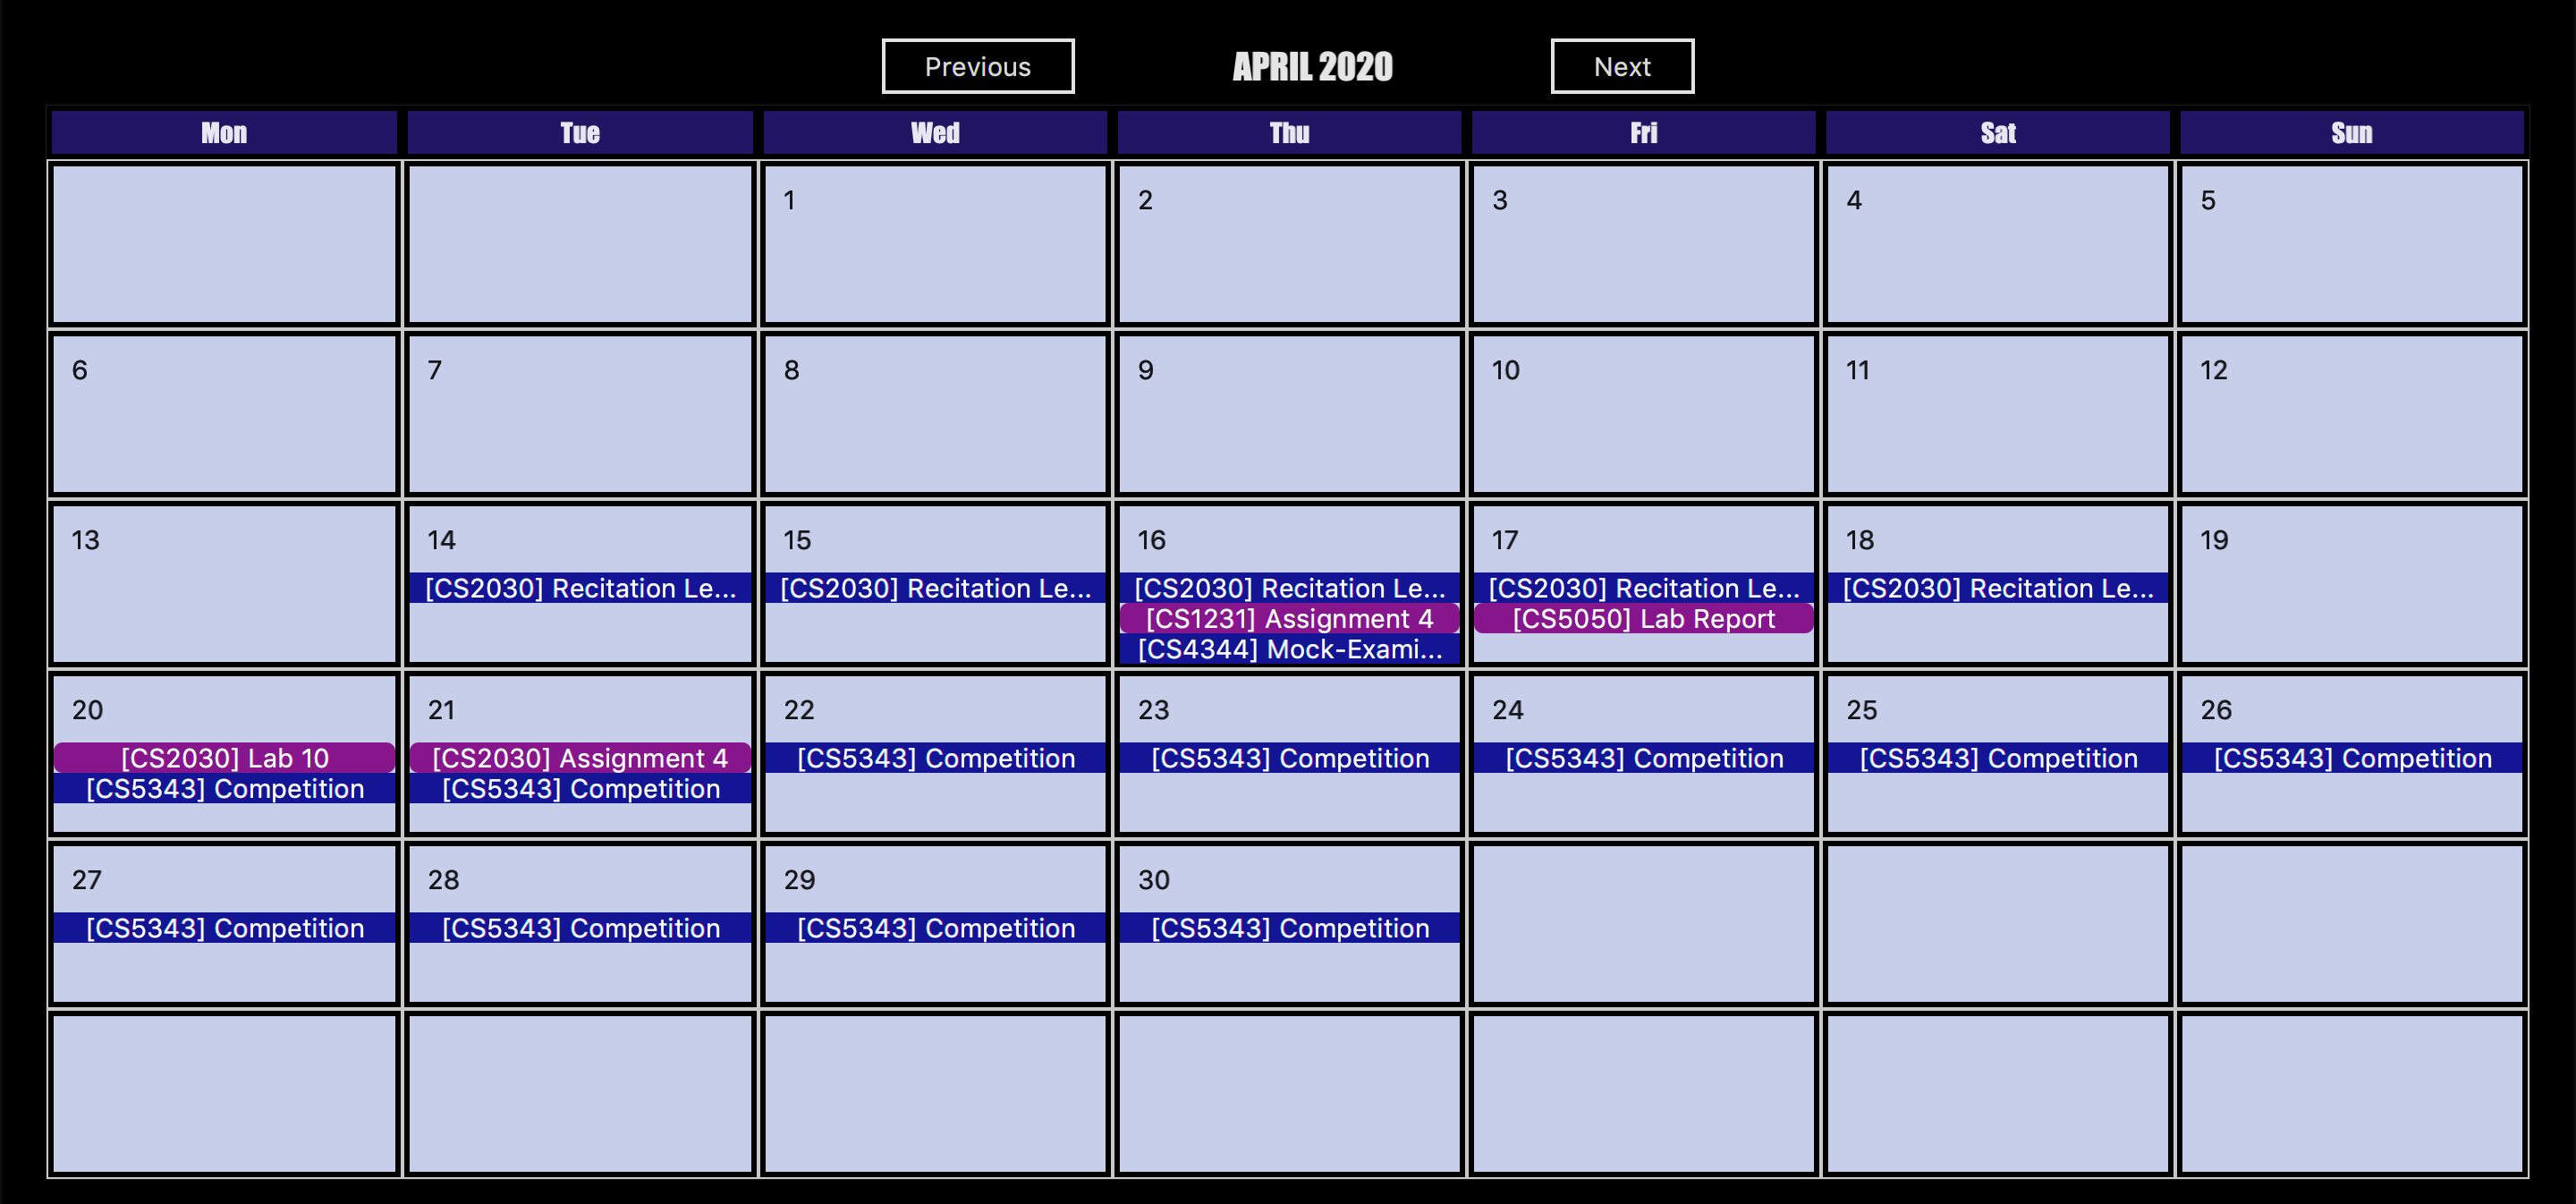 Previous APRIL 2020 Next
Mon Tue Wed Thu Fri Sat Sun
1 2 3 4 5
6 7 8 9 10 11 12
13 14 15 16 17 18 19
[CS2030] Recitation Le... [CS2030] Recitation Le... [CS2030] Recitation Le... [CS2030] Recitation Le... [CS2030] Recitation Le...
[CS1231] Assignment 4 [CS5050] Lab Report
[CS4344] Mock-Exami...
20 21 22 23 24 25 26
[CS2030] Lab 10 [CS2030] Assignment 4 [CS5343] Competition [CS5343] Competition [CS5343] Competition [CS5343] Competition [CS5343] Competition
[CS5343] Competition [CS5343] Competition
27 28 29 30
[CS5343] Competition [CS5343] Competition [CS5343] Competition [CS5343] Competition